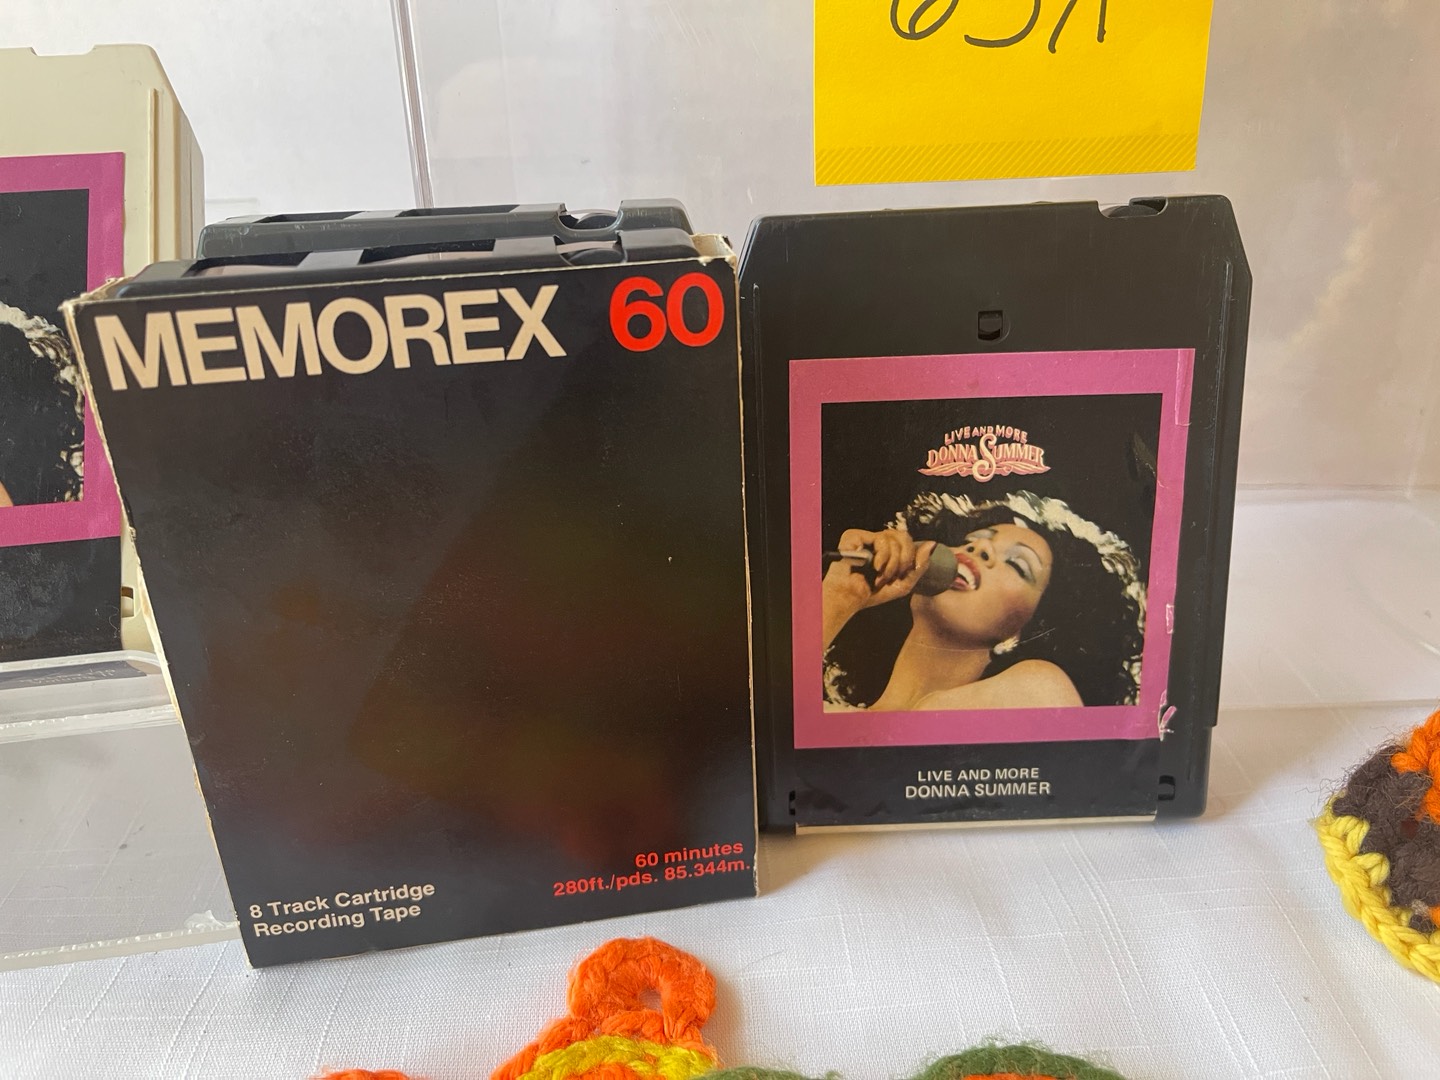 MEMOREX 60
60 minutes
280ft./pds. 85.344m.
8 Track Cartridge
Recording Tape
LIVE AND MORE
DONNA SUMMER
LIVE AND MORE
DONNA SUMMER